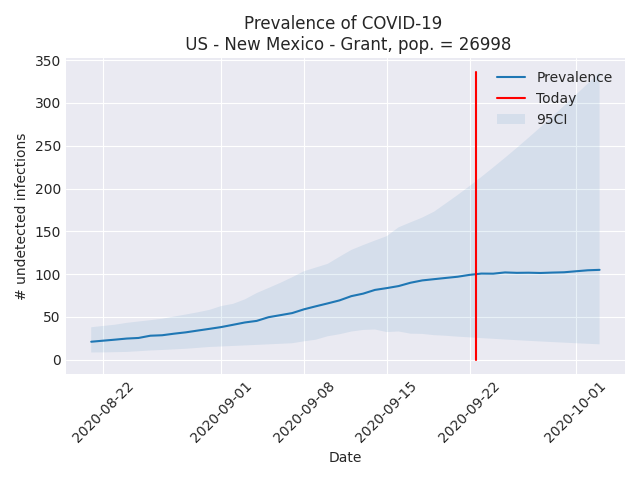 Prevalence of COVID-19
US - New Mexico - Grant, pop. = 26998
Prevalence
Today
95CI
# undetected infections
350
300
250
200
150
100
50
0
2020-08-22
2020-09-01
2020-09-08
2020-09-15
2020-09-22
2020-10-01
Date